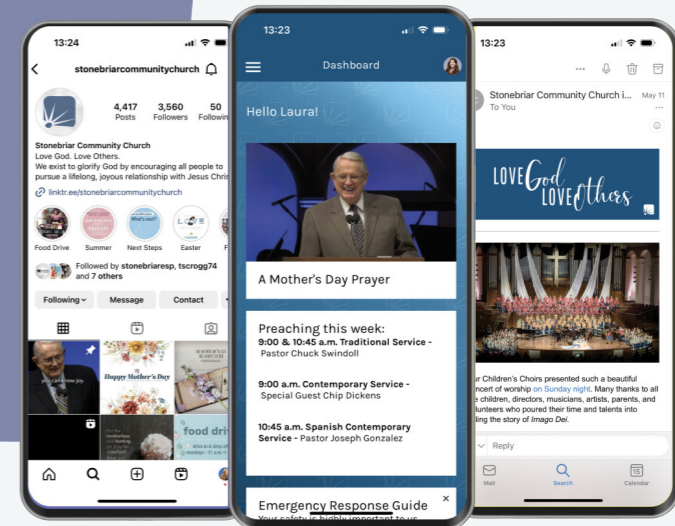 13:24
stonebriarcommunitychurch
4,417
3,560
50
Posts
Followers
Followin
Stonebriar Community Church
Love God. Love Others.
We exist to glorify God by encouraging all people to
pursue a lifelong, joyous relationship with Jesus Chris
linktr.ee/stonebriarcommunitychurch
What's next?
LOVE
Food Drive
Summer
Next Steps
Easter
F
Followed by stonebriaresp, tscrogg74
and 7 others
Following
Message
Contact
you can know joy.
Happy Mother's Day
food dri
13:23
Dashboard
Hello Laura!
A Mother's Day Prayer
Preaching this week:
9:00 & 10:45 a.m. Traditional Service -
Pastor Chuck Swindoll
9:00 a.m. Contemporary Service -
Special Guest Chip Dickens
10:45 a.m. Spanish Contemporary
Service - Pastor Joseph Gonzalez
Emergency Response Guide
Your safety is highly important to us
13:23
Stonebriar Community Church i...
May 11
To You
LOVE God
LOVE Others
r Children's Choirs presented such a beautiful
ncert of worship on Sunday night. Many thanks to all
e children, directors, musicians, artists, parents, and
lunteers who poured their time and talents into
ling the story of Imago Dei.
Reply
Mail
Search
15
Calendar